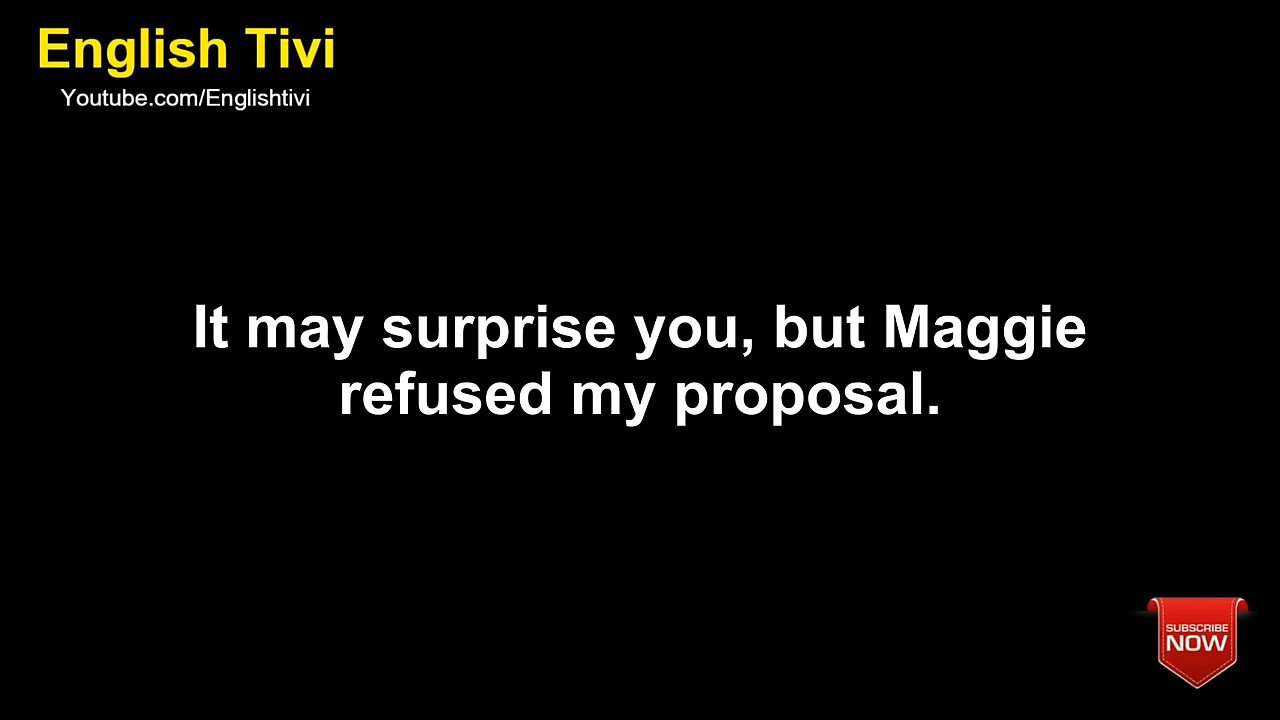 English Tivi
Youtube.com/Englishtivi
It may surprise you, but Maggie
refused my proposal.
SUBSCRIBE
NOW